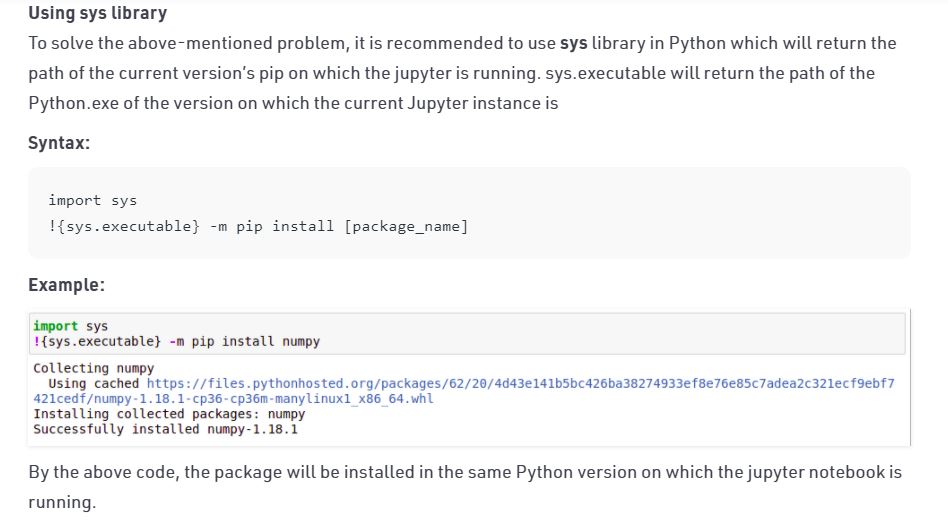 Using sys library
To solve the above-mentioned problem, it is recommended to use sys library in Python which will return the
path of the current version's pip on which the jupyter is running. sys.executable will return the path of the
Python.exe of the version on which the current Jupyter instance is
Syntax:
import sys
!{sys.executable} -m pip install [package_name]
Example:
import sys
!{sys.executable} -m pip install numpy
Collecting numpy
  Using cached https://files.pythonhosted.org/packages/62/20/4d43e141b5bc426ba38274933ef8e76e85c7adea2c321ecf9ebf7
421cedf/numpy-1.18.1-cp36-cp36m-manylinux1_x86_64.whl
Installing collected packages: numpy
Successfully installed numpy-1.18.1
By the above code, the package will be installed in the same Python version on which the jupyter notebook is
running.